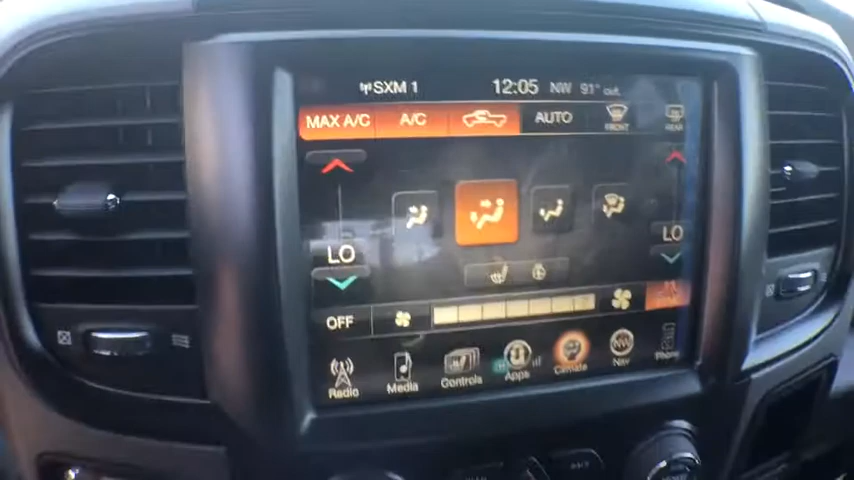 SXM 1 12:05 NW 91° out
MAX A/C A/C AUTO FRONT REAR
LO LO
OFF
Radio Media Controls Apps Climate Nav Phone